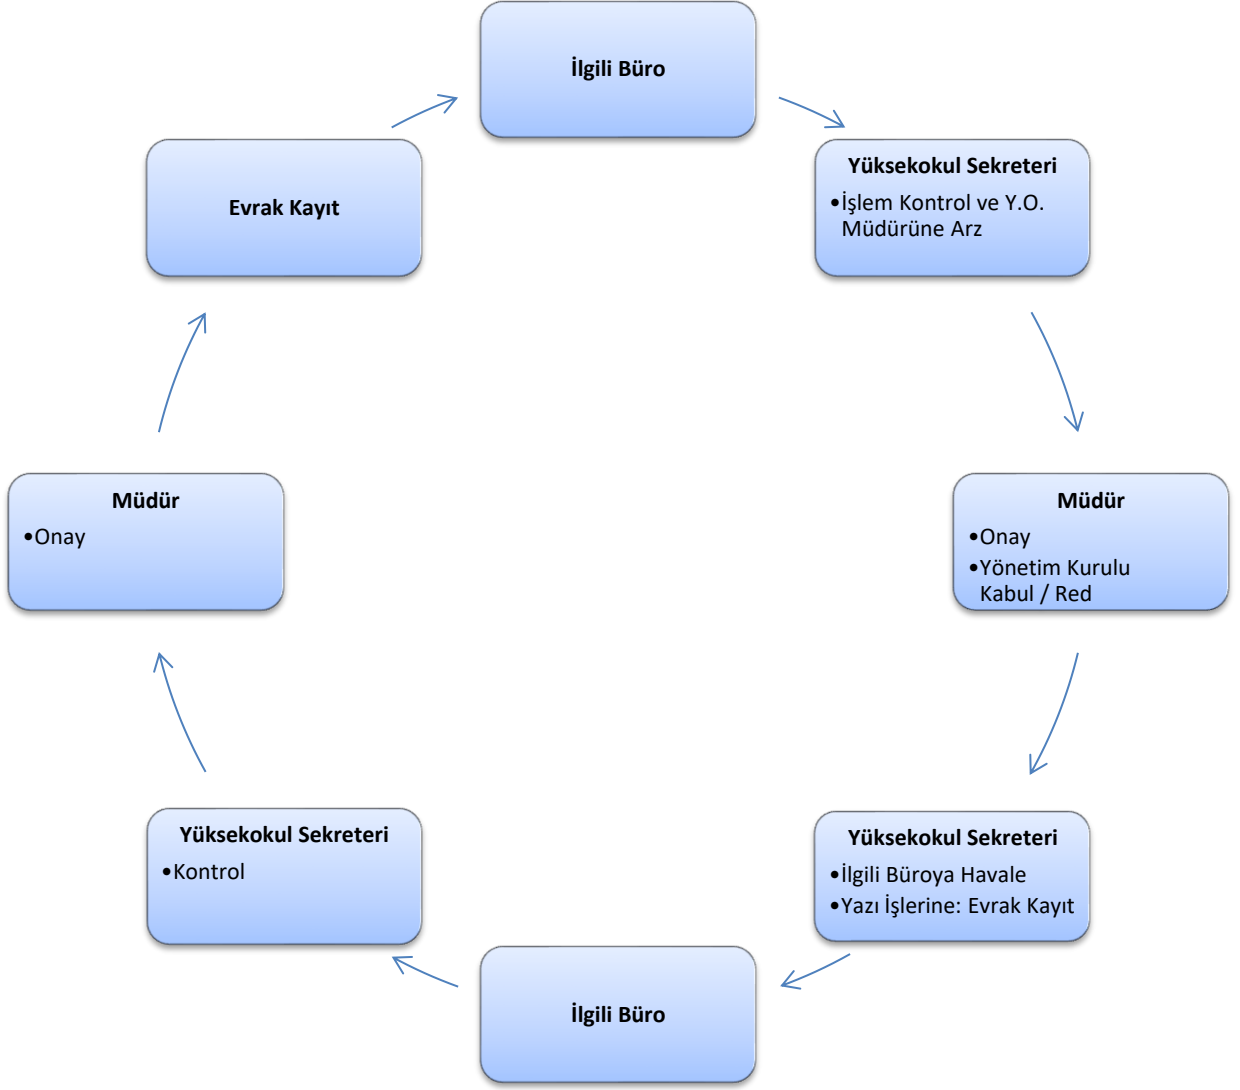 İlgili Büro
Yüksekokul Sekreteri
•İşlem Kontrol ve Y.O.
Müdürüne Arz
Müdür
•Onay
•Yönetim Kurulu
Kabul / Red
Yüksekokul Sekreteri
•İlgili Büroya Havale
•Yazı İşlerine: Evrak Kayıt
İlgili Büro
Yüksekokul Sekreteri
•Kontrol
Müdür
•Onay
Evrak Kayıt